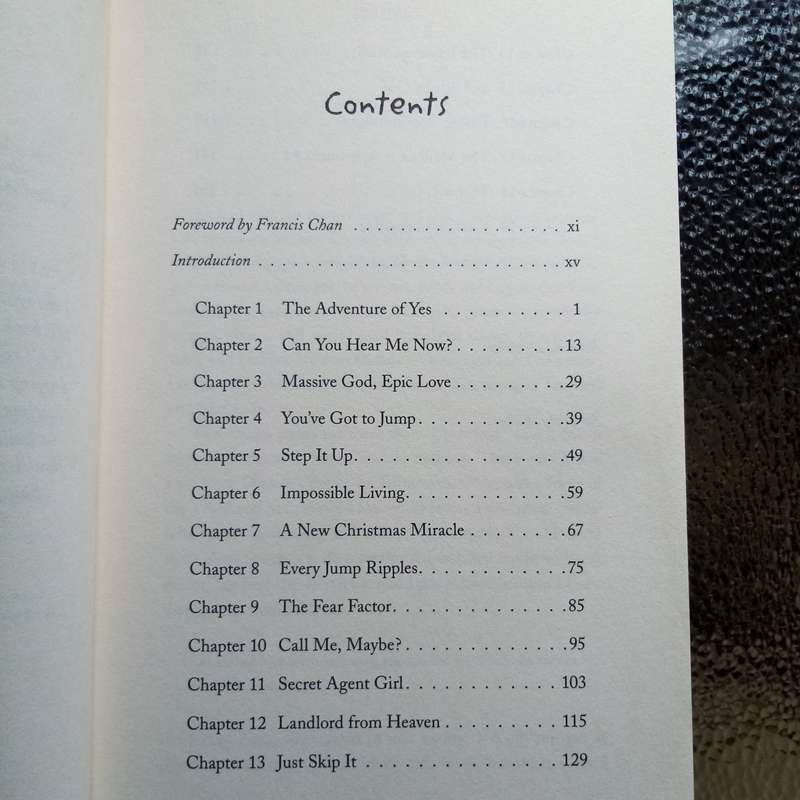 Contents
Foreword by Francis Chan . . . . . . . . . . . . . . . . . . xi
Introduction . . . . . . . . . . . . . . . . . . . . . . . . . . xv
Chapter 1 The Adventure of Yes . . . . . . . . . . 1
Chapter 2 Can You Hear Me Now? . . . . . . . . . 13
Chapter 3 Massive God, Epic Love . . . . . . . . . 29
Chapter 4 You've Got to Jump . . . . . . . . . . . . 39
Chapter 5 Step It Up . . . . . . . . . . . . . . . . . . 49
Chapter 6 Impossible Living . . . . . . . . . . . . . 59
Chapter 7 A New Christmas Miracle . . . . . . . . 67
Chapter 8 Every Jump Ripples . . . . . . . . . . . . 75
Chapter 9 The Fear Factor . . . . . . . . . . . . . . 85
Chapter 10 Call Me, Maybe? . . . . . . . . . . . . . 95
Chapter 11 Secret Agent Girl . . . . . . . . . . . . 103
Chapter 12 Landlord from Heaven . . . . . . . . . 115
Chapter 13 Just Skip It . . . . . . . . . . . . . . . . 129